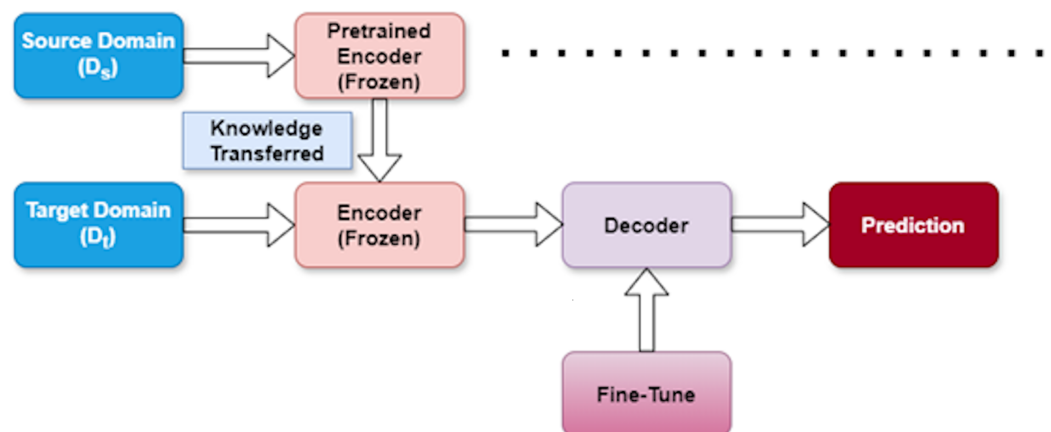 Source Domain
(Ds)
Pretrained
Encoder
(Frozen)
Knowledge
Transferred
Target Domain
(Dt)
Encoder
(Frozen)
Decoder
Prediction
Fine-Tune